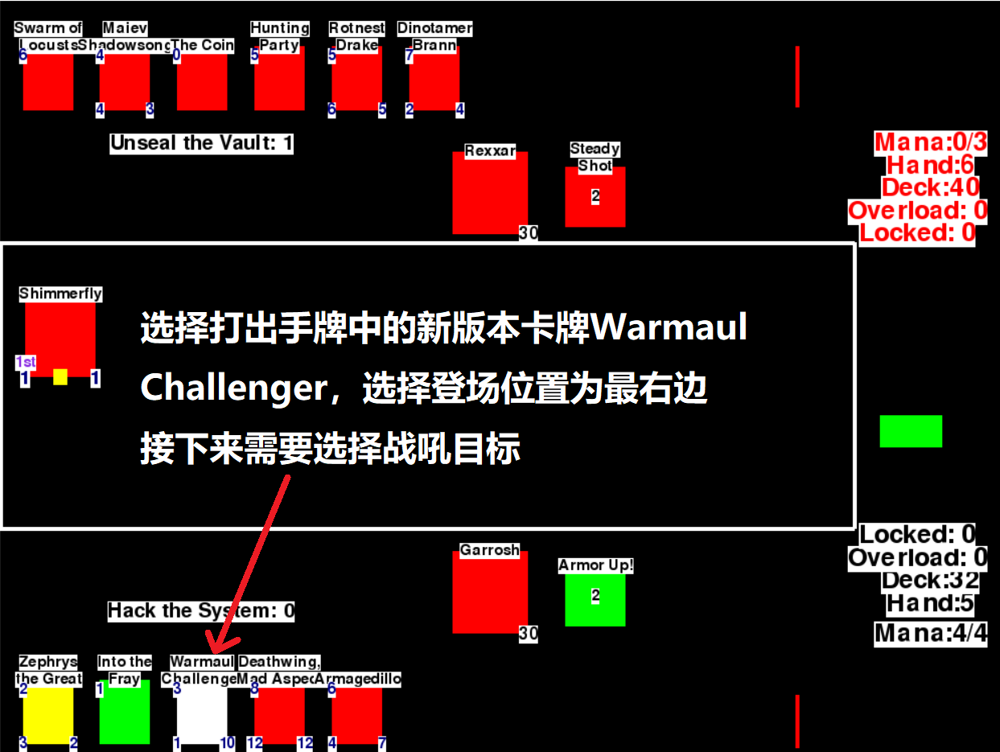 Swarm of Locusts
6
Maiev Shadowsong
4
4 3
The Coin
0
Hunting Party
5
Rotnest Drake
5
6 5
Dinotamer Brann
7
2 4
Unseal the Vault: 1
Rexxar
30
Steady Shot
2
Mana:0/3
Hand:6
Deck:40
Overload: 0
Locked: 0
Shimmerfly
1st
1 1
选择打出手牌中的新版本卡牌Warmaul
Challenger，选择登场位置为最右边
接下来需要选择战吼目标
Locked: 0
Overload: 0
Deck:32
Hand:5
Mana:4/4
Garrosh
30
Armor Up!
2
Hack the System: 0
Zephrys the Great
2
3 2
Into the Fray
1
Warmaul Challenge
3
1 10
Deathwing, Mad Aspec
8
12 12
Armagedillo
6
4 7